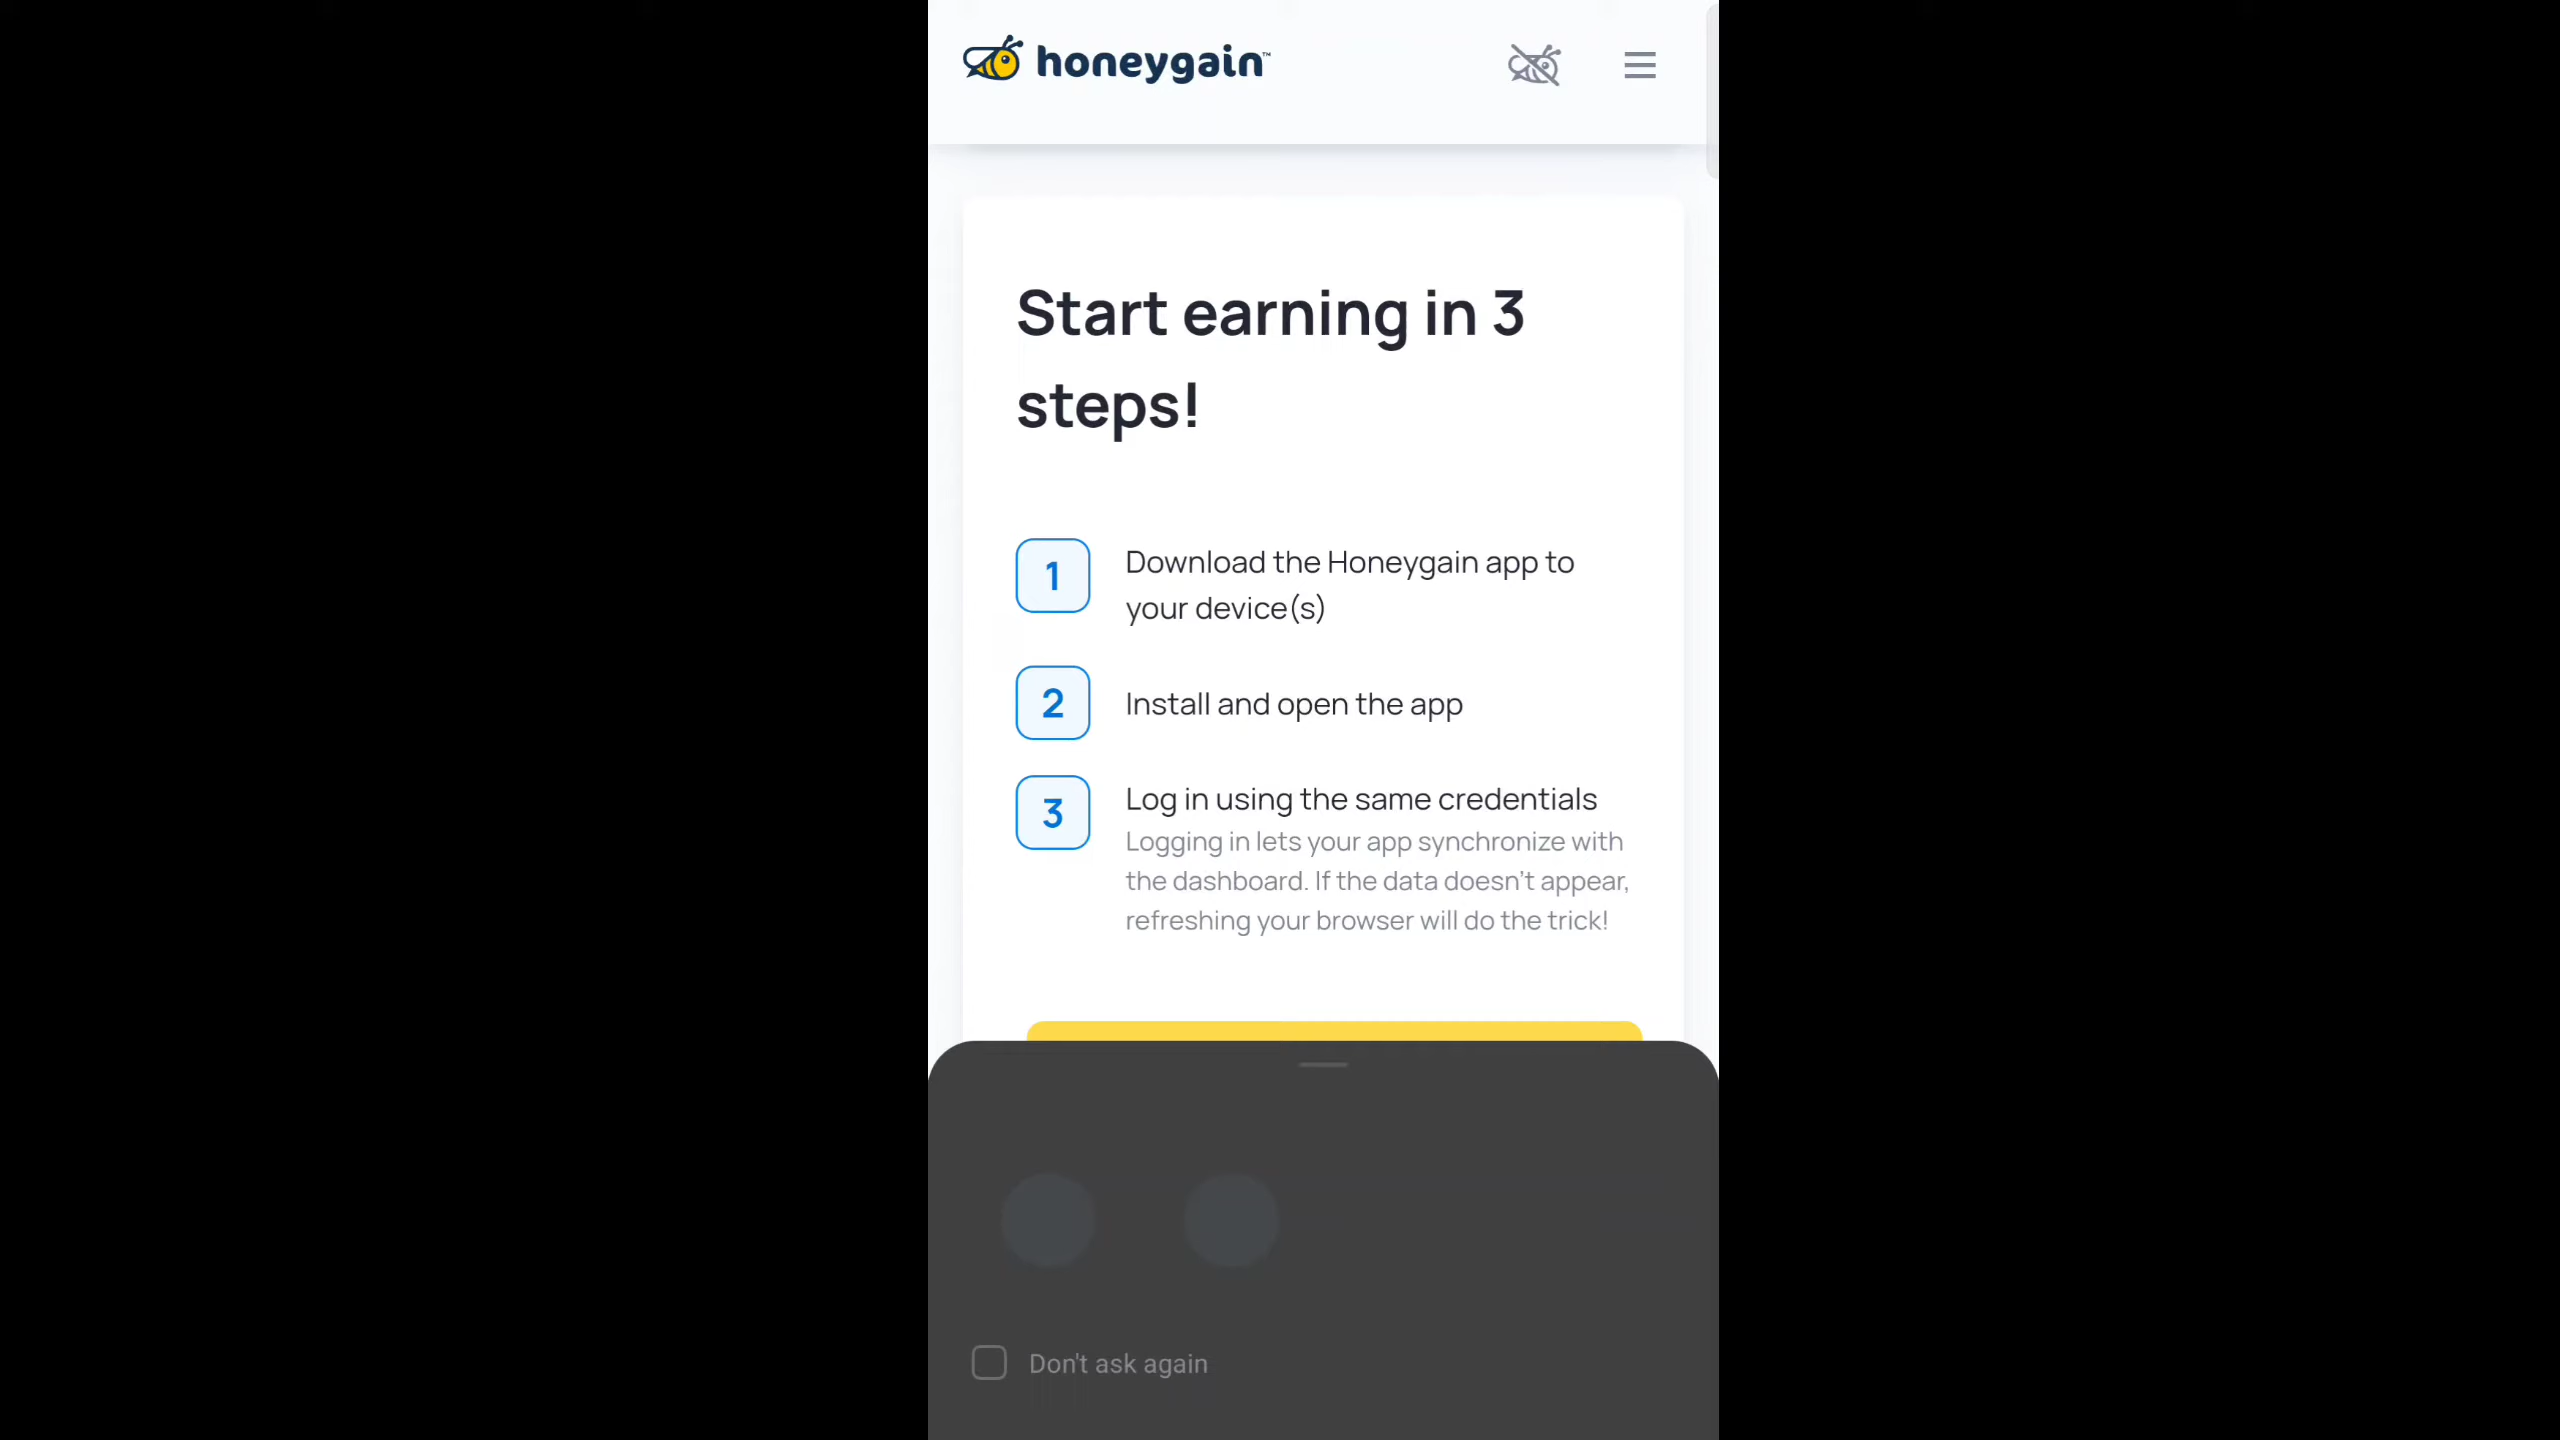 honeygain™
Start earning in 3
steps!
1
Download the Honeygain app to
your device(s)
2
Install and open the app
3
Log in using the same credentials
Logging in lets your app synchronize with
the dashboard. If the data doesn't appear,
refreshing your browser will do the trick!
Don't ask again